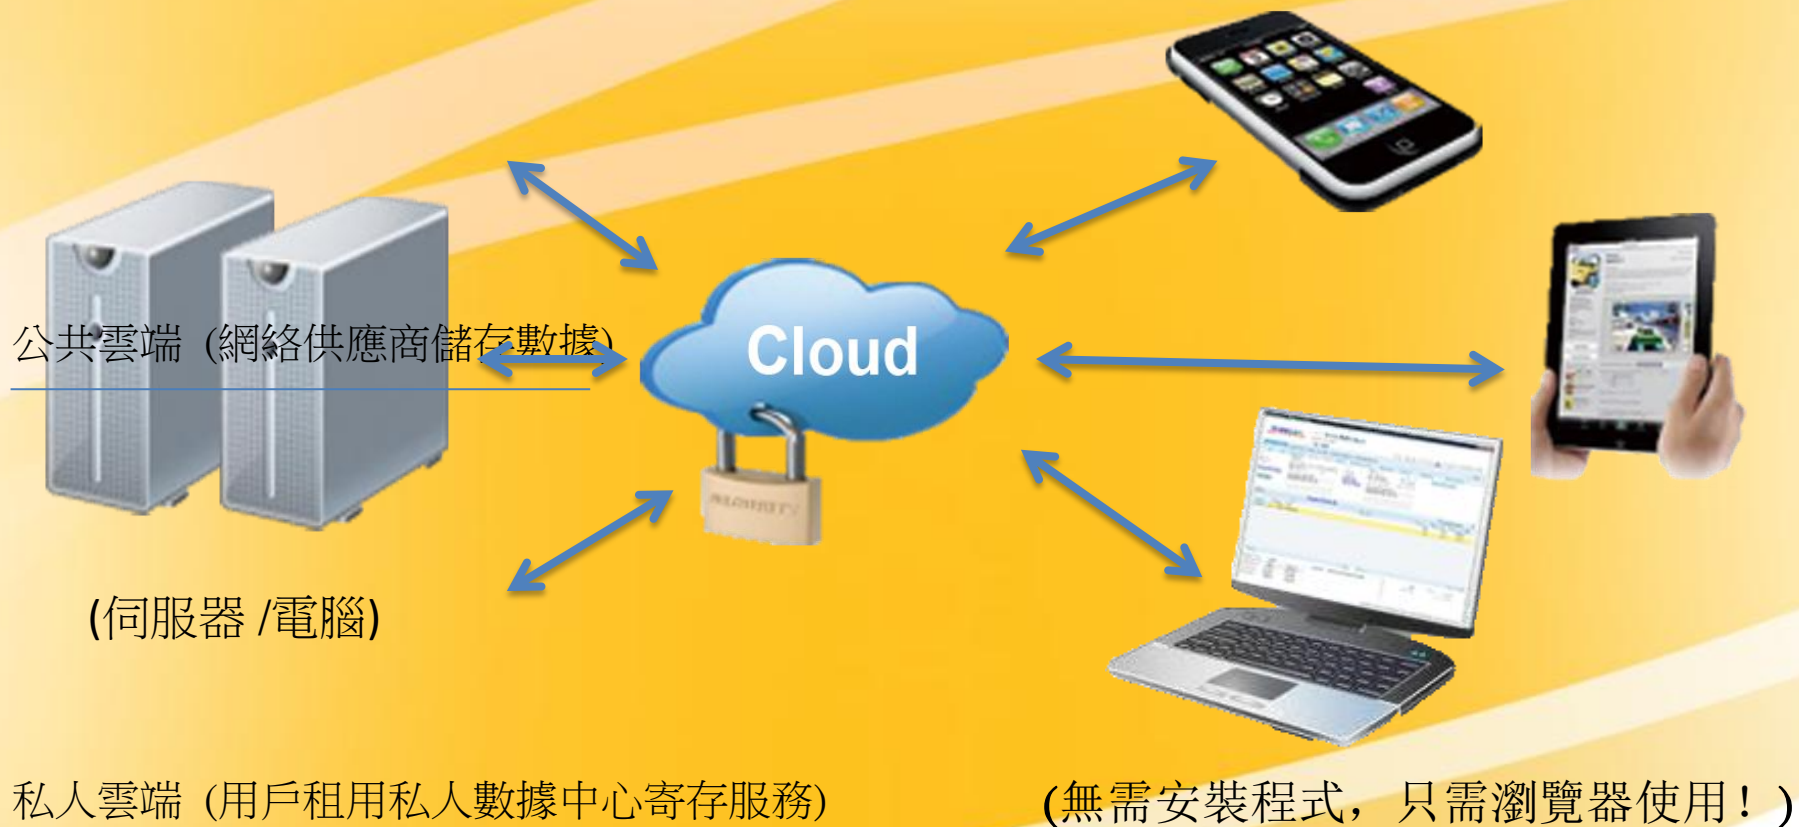 公共雲端 (網絡供應商儲存數據)
Cloud
(伺服器 /電腦)
私人雲端 (用戶租用私人數據中心寄存服務)
(無需安裝程式，只需瀏覽器使用！)